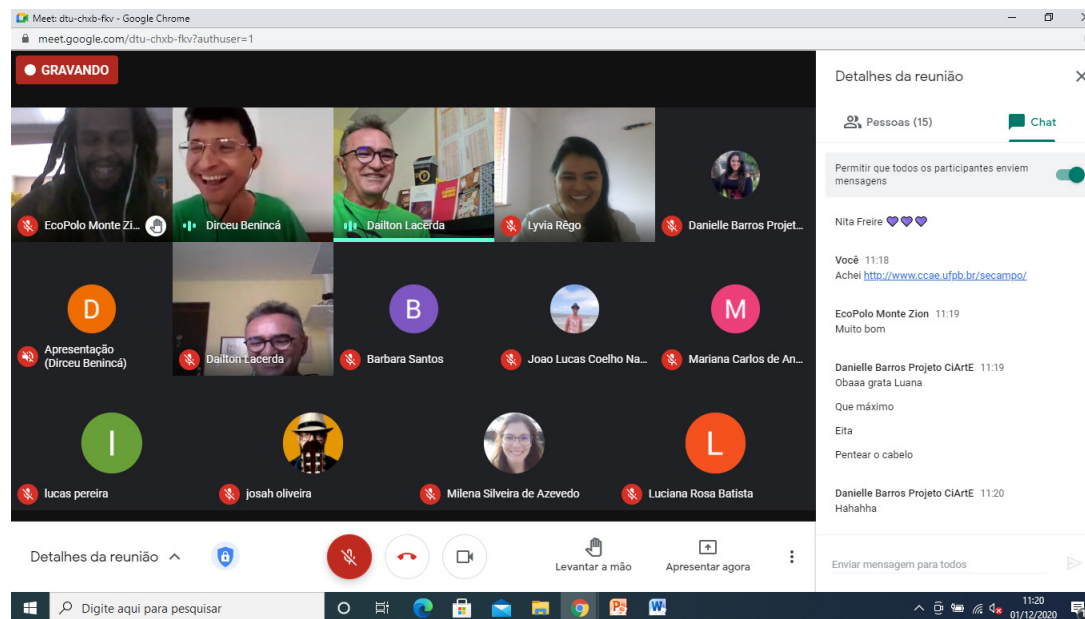 Meet: dtu-chxb-fkv - Google Chrome
meet.google.com/dtu-chxb-fkv?authuser=1
GRAVANDO
EcoPolo Monte Zi...
Dirceu Benincá
Dailton Lacerda
Lyvia Rêgo
Danielle Barros Projet...
D
Apresentação
(Dirceu Benincá)
Dailton Lacerda
B
Barbara Santos
Joao Lucas Coelho Na...
M
Mariana Carlos de An...
I
lucas pereira
josah oliveira
Milena Silveira de Azevedo
L
Luciana Rosa Batista
Detalhes da reunião
Pessoas (15)
Chat
Permitir que todos os participantes enviem
mensagens
Nita Freire 💜💜💜
Você 11:18
Achei http://www.ccae.ufpb.br/secampo/
EcoPolo Monte Zion 11:19
Muito bom
Danielle Barros Projeto CiArtE 11:19
Obaaa grata Luana
Que máximo
Eita
Pentear o cabelo
Danielle Barros Projeto CiArtE 11:20
Hahahha
Enviar mensagem para todos
Detalhes da reunião
Levantar a mão
Apresentar agora
Digite aqui para pesquisar
11:20
01/12/2020